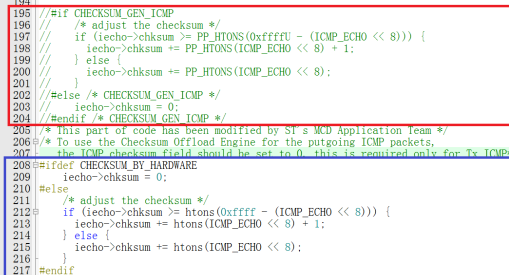 194
195 //#if CHECKSUM_GEN_ICMP
196 //    /* adjust the checksum */
197 //    if (iecho->chksum >= PP_HTONS(0xffffU - (ICMP_ECHO << 8))) {
198 //      iecho->chksum += PP_HTONS(ICMP_ECHO << 8) + 1;
199 //    } else {
200 //      iecho->chksum += PP_HTONS(ICMP_ECHO << 8);
201 //    }
202 //#else /* CHECKSUM_GEN_ICMP */
203 //    iecho->chksum = 0;
204 //#endif /* CHECKSUM_GEN_ICMP */
205 /* This part of code has been modified by ST's MCD Application Team */
206 /* To use the Checksum Offload Engine for the putgoing ICMP packets,
207    the ICMP checksum field should be set to 0, this is required only for Tx ICMP*
208 #ifdef CHECKSUM_BY_HARDWARE
209     iecho->chksum = 0;
210 #else
211     /* adjust the checksum */
212     if (iecho->chksum >= htons(0xffff - (ICMP_ECHO << 8))) {
213       iecho->chksum += htons(ICMP_ECHO << 8) + 1;
214     } else {
215       iecho->chksum += htons(ICMP_ECHO << 8);
216     }
217 #endif